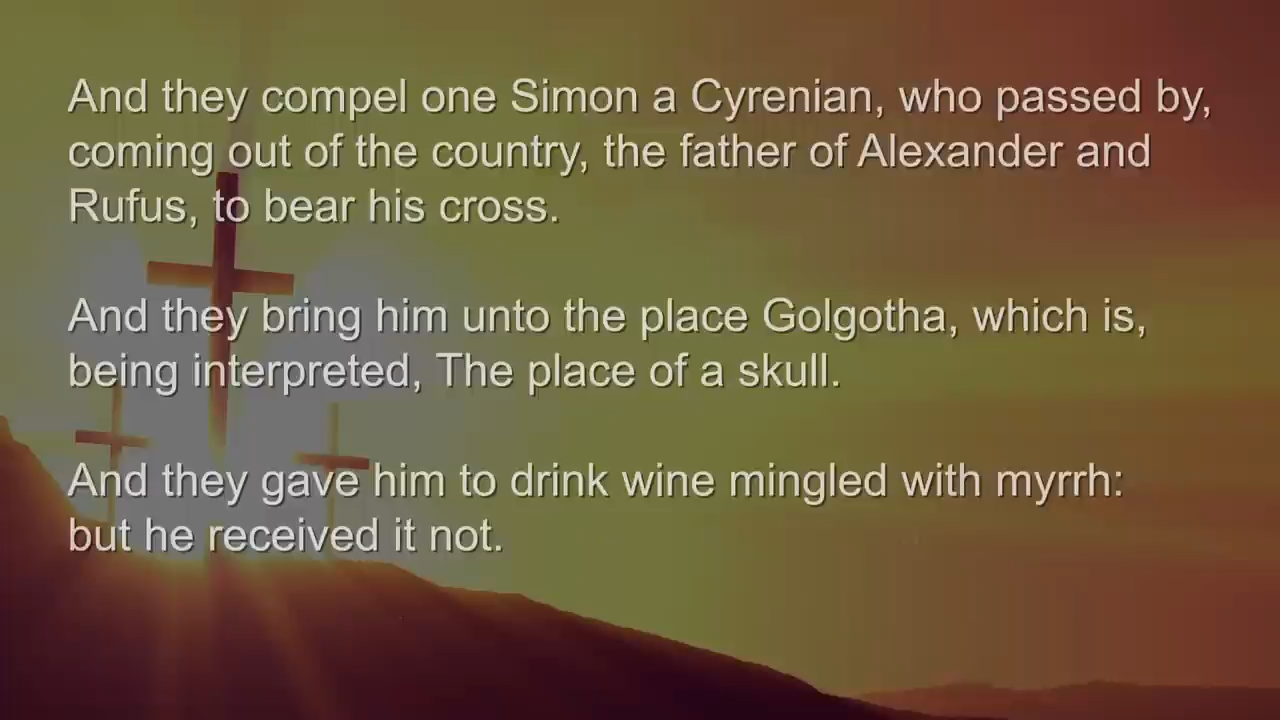 And they compel one Simon a Cyrenian, who passed by,
coming out of the country, the father of Alexander and
Rufus, to bear his cross.
And they bring him unto the place Golgotha, which is,
being interpreted, The place of a skull.
And they gave him to drink wine mingled with myrrh:
but he received it not.